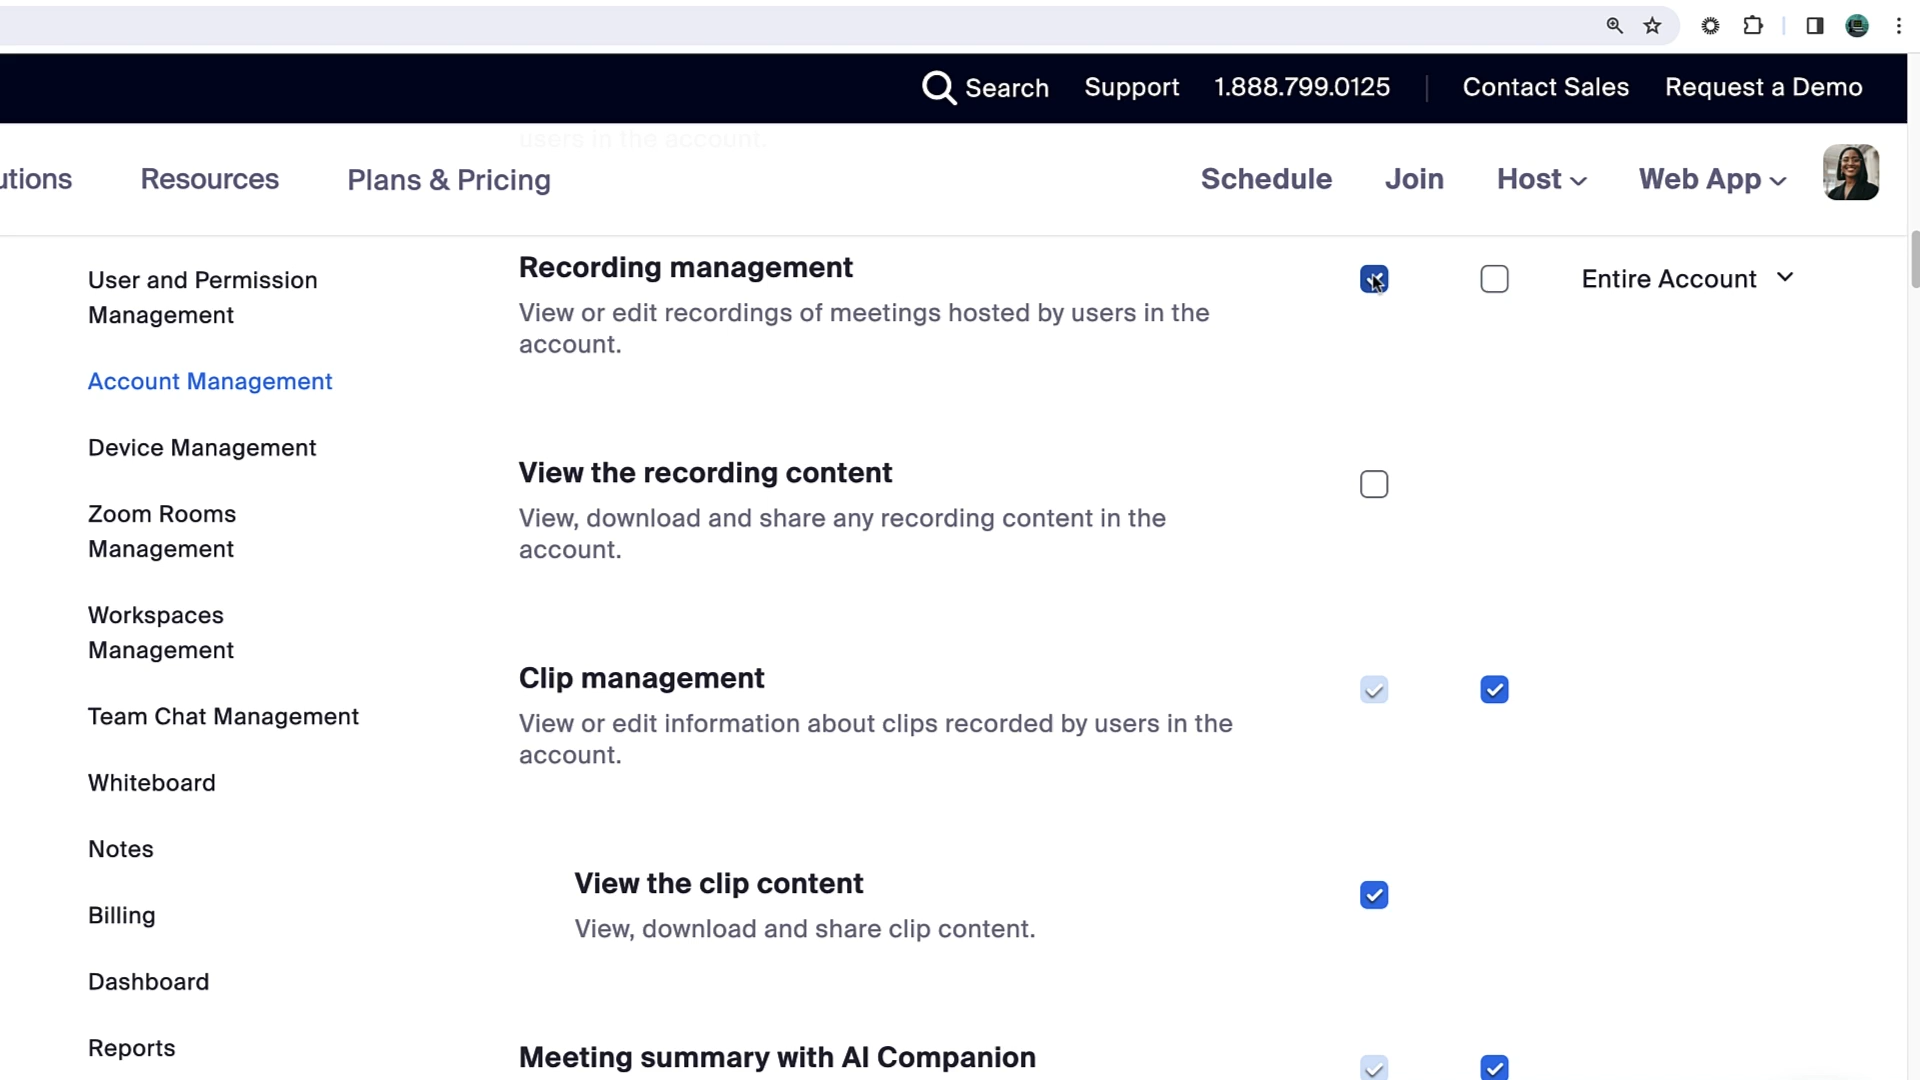 Search Support 1.888.799.0125 Contact Sales Request a Demo
users in the account.
utions Resources Plans & Pricing Schedule Join Host Web App
User and Permission
Management
Account Management
Device Management
Zoom Rooms
Management
Workspaces
Management
Team Chat Management
Whiteboard
Notes
Billing
Dashboard
Reports
Recording management
Entire Account
View or edit recordings of meetings hosted by users in the
account.
View the recording content
View, download and share any recording content in the
account.
Clip management
View or edit information about clips recorded by users in the
account.
View the clip content
View, download and share clip content.
Meeting summary with AI Companion